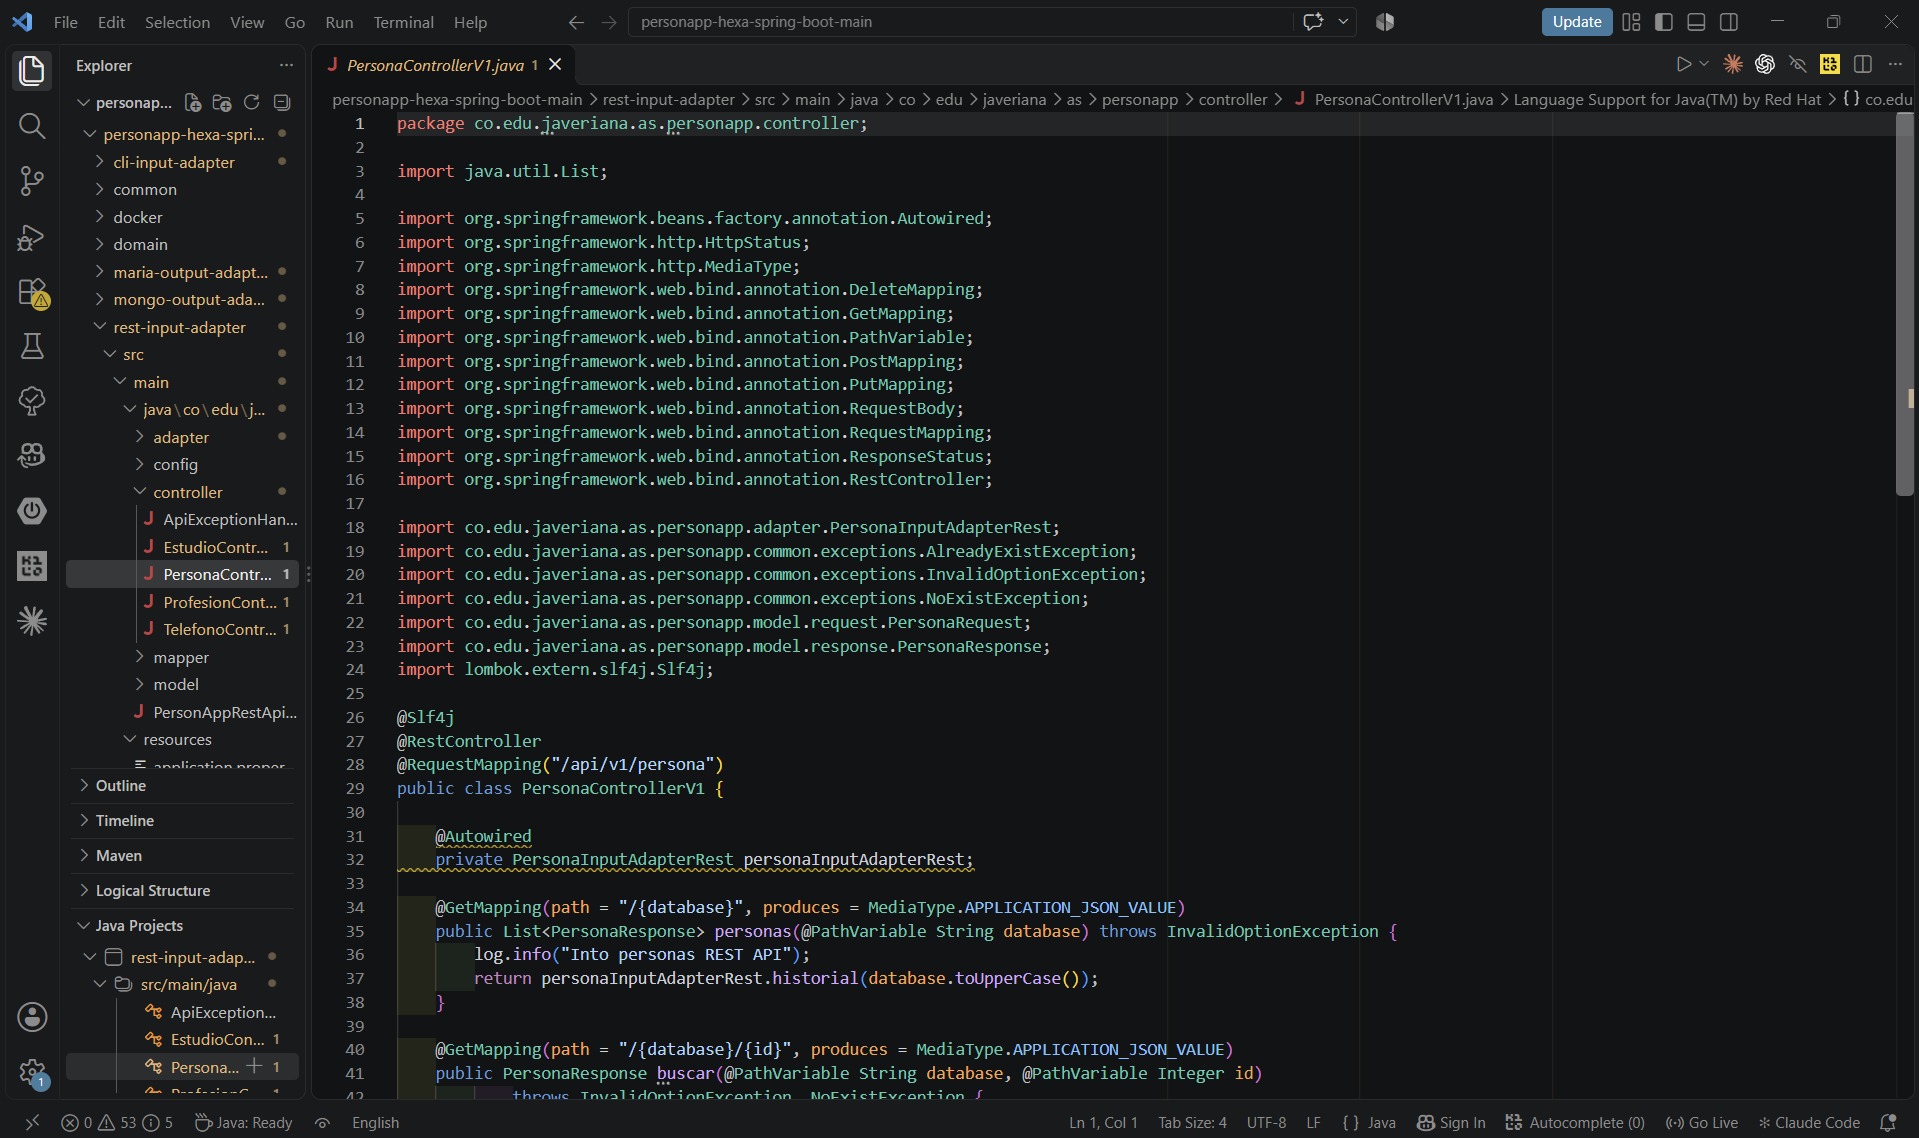 File Edit Selection View Go Run Terminal Help
personapp-hexa-spring-boot-main
Update
Explorer
personap...
personapp-hexa-spri...
cli-input-adapter
common
docker
domain
maria-output-adapt...
mongo-output-ada...
rest-input-adapter
src
main
java\co\edu\j...
adapter
config
controller
ApiExceptionHan...
EstudioContr... 1
PersonaContr... 1
ProfesionCont... 1
TelefonoContr... 1
mapper
model
PersonAppRestApi...
resources
application.proper...
Outline
Timeline
Maven
Logical Structure
Java Projects
rest-input-adap...
src/main/java
ApiException...
EstudioCon... 1
Persona... 1
ProfesionC... 1
1
PersonaControllerV1.java 1
personapp-hexa-spring-boot-main > rest-input-adapter > src > main > java > co > edu > javeriana > as > personapp > controller > PersonaControllerV1.java > Language Support for Java(TM) by Red Hat > {} co.edu
1 package co.edu.javeriana.as.personapp.controller;
2
3 import java.util.List;
4
5 import org.springframework.beans.factory.annotation.Autowired;
6 import org.springframework.http.HttpStatus;
7 import org.springframework.http.MediaType;
8 import org.springframework.web.bind.annotation.DeleteMapping;
9 import org.springframework.web.bind.annotation.GetMapping;
10 import org.springframework.web.bind.annotation.PathVariable;
11 import org.springframework.web.bind.annotation.PostMapping;
12 import org.springframework.web.bind.annotation.PutMapping;
13 import org.springframework.web.bind.annotation.RequestBody;
14 import org.springframework.web.bind.annotation.RequestMapping;
15 import org.springframework.web.bind.annotation.ResponseStatus;
16 import org.springframework.web.bind.annotation.RestController;
17
18 import co.edu.javeriana.as.personapp.adapter.PersonaInputAdapterRest;
19 import co.edu.javeriana.as.personapp.common.exceptions.AlreadyExistException;
20 import co.edu.javeriana.as.personapp.common.exceptions.InvalidOptionException;
21 import co.edu.javeriana.as.personapp.common.exceptions.NoExistException;
22 import co.edu.javeriana.as.personapp.model.request.PersonaRequest;
23 import co.edu.javeriana.as.personapp.model.response.PersonaResponse;
24 import lombok.extern.slf4j.Slf4j;
25
26 @Slf4j
27 @RestController
28 @RequestMapping("/api/v1/persona")
29 public class PersonaControllerV1 {
30
31 @Autowired
32 private PersonaInputAdapterRest personaInputAdapterRest;
33
34 @GetMapping(path = "/{database}", produces = MediaType.APPLICATION_JSON_VALUE)
35 public List<PersonaResponse> personas(@PathVariable String database) throws InvalidOptionException {
36 log.info("Into personas REST API");
37 return personaInputAdapterRest.historial(database.toUpperCase());
38 }
39
40 @GetMapping(path = "/{database}/{id}", produces = MediaType.APPLICATION_JSON_VALUE)
41 public PersonaResponse buscar(@PathVariable String database, @PathVariable Integer id)
42 throws InvalidOptionException, NoExistException {
0 53 5 Java: Ready English Ln 1, Col 1 Tab Size: 4 UTF-8 LF {} Java Sign In Autocomplete (0) Go Live Claude Code